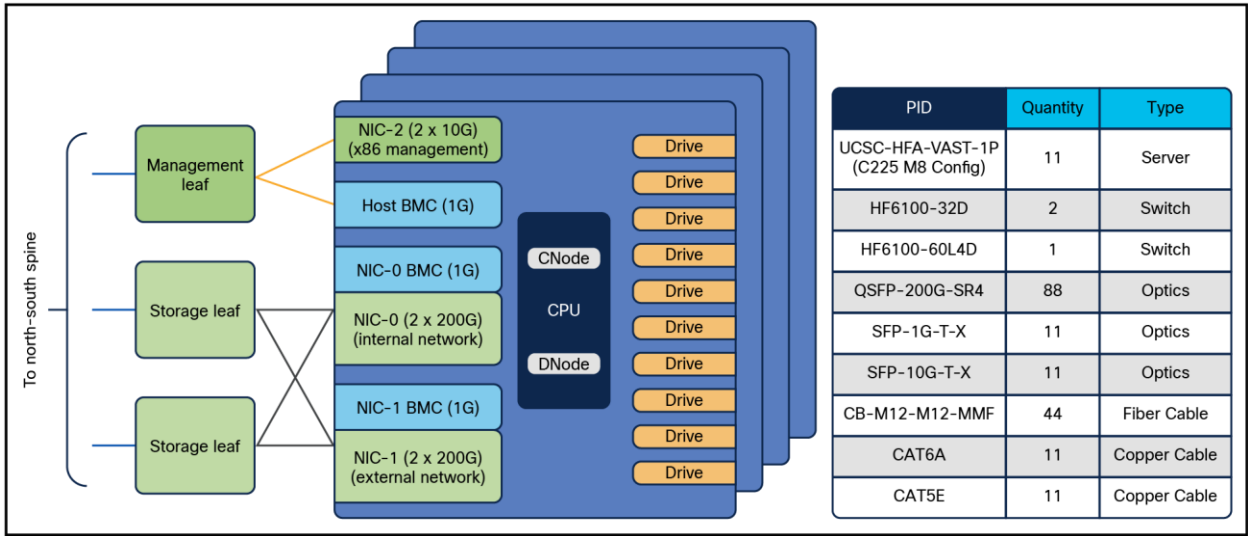 To north-south spine
Management
leaf
Storage leaf
Storage leaf
NIC-2 (2 x 10G)
(x86 management)
Host BMC (1G)
NIC-0 BMC (1G)
NIC-0 (2 x 200G)
(internal network)
NIC-1 BMC (1G)
NIC-1 (2 x 200G)
(external network)
CNode
CPU
DNode
Drive
Drive
Drive
Drive
Drive
Drive
Drive
Drive
Drive
Drive
PID Quantity Type
UCSC-HFA-VAST-1P
(C225 M8 Config) 11 Server
HF6100-32D 2 Switch
HF6100-60L4D 1 Switch
QSFP-200G-SR4 88 Optics
SFP-1G-T-X 11 Optics
SFP-10G-T-X 11 Optics
CB-M12-M12-MMF 44 Fiber Cable
CAT6A 11 Copper Cable
CAT5E 11 Copper Cable